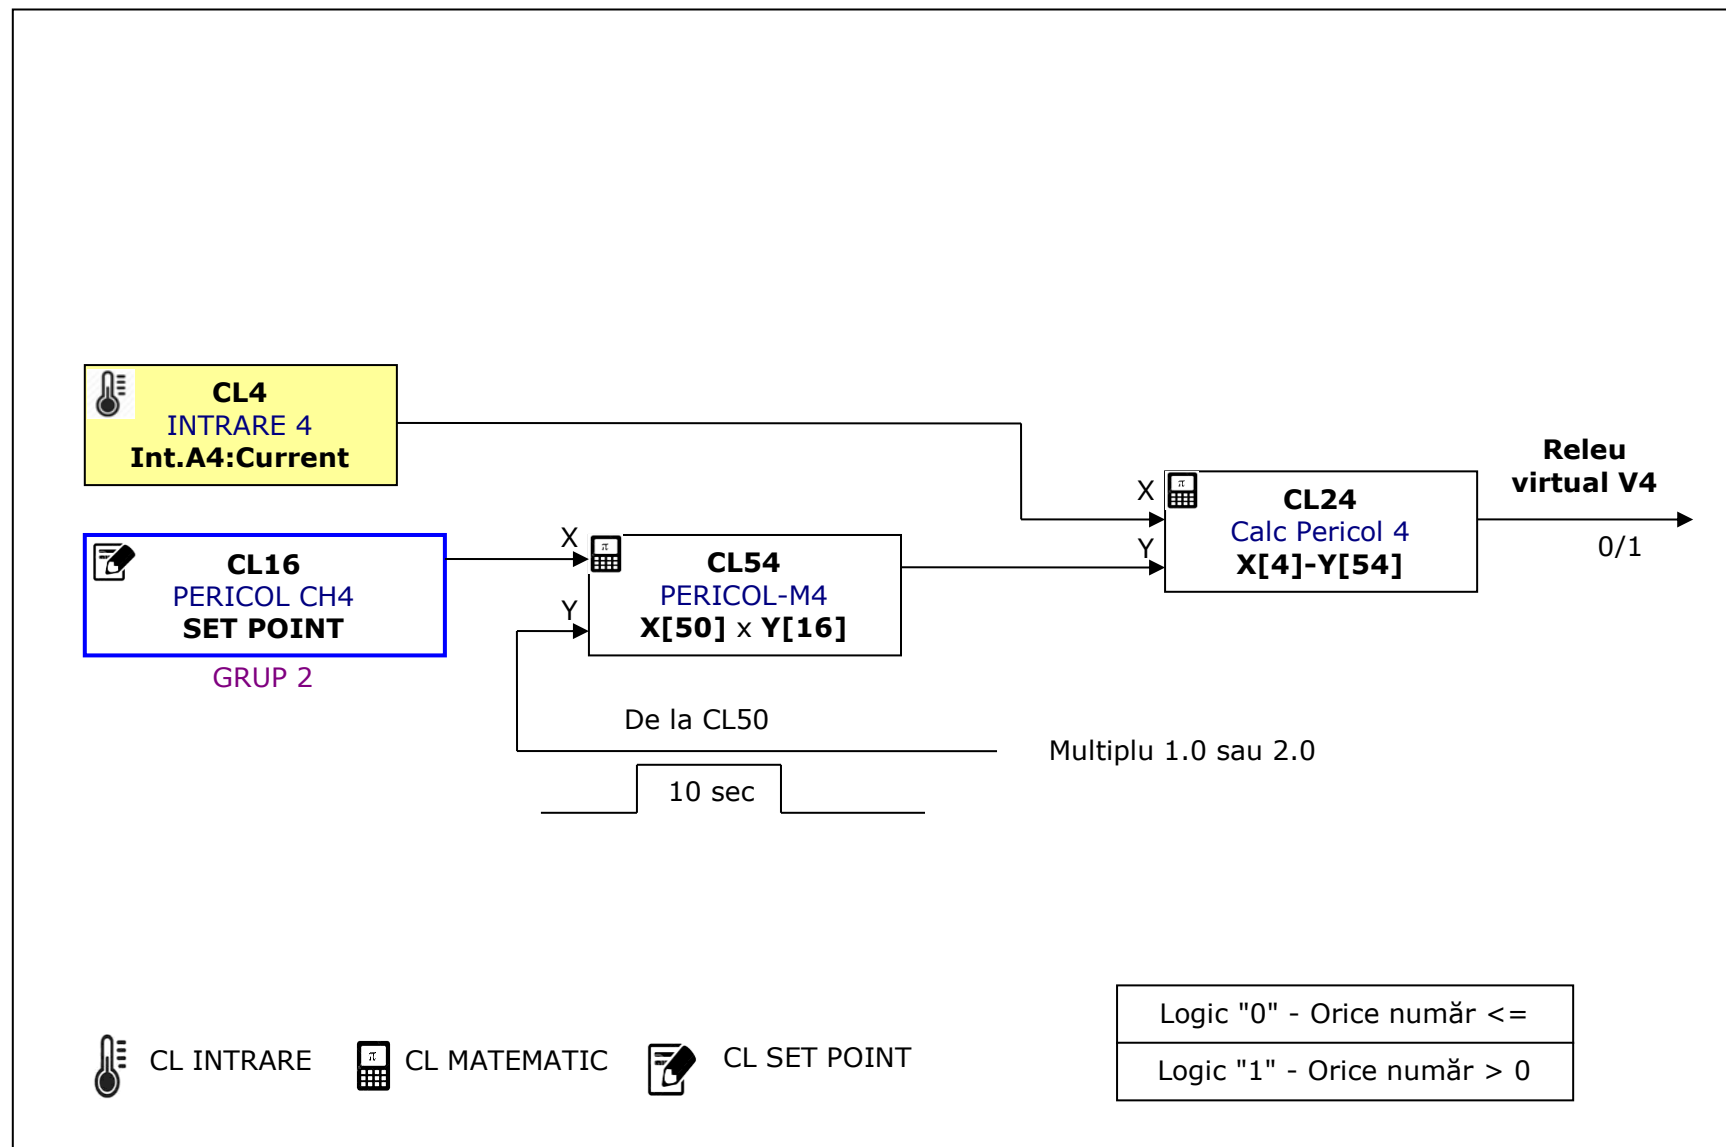 CL4
INTRARE 4
Int.A4:Current
CL16
PERICOL CH4
SET POINT
GRUP 2
X
Y
π
CL54
PERICOL-M4
X[50] x Y[16]
De la CL50
10 sec
Multiplu 1.0 sau 2.0
X
Y
π
CL24
Calc Pericol 4
X[4]-Y[54]
Releu
virtual V4
0/1
CL INTRARE
π
CL MATEMATIC
CL SET POINT
Logic "0" - Orice număr <=
Logic "1" - Orice număr > 0